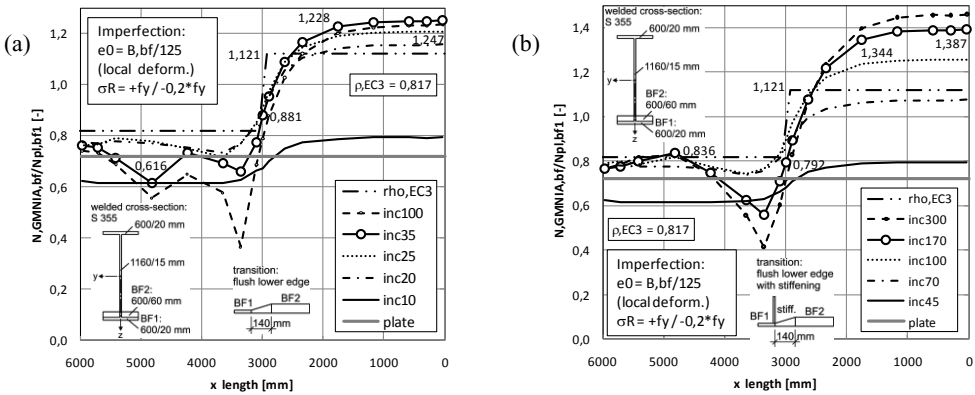 (a)
N,GMNIA,bf/Npl,bf1 [-]
1,2
1,0
0,8
0,6
0,4
0,2
0,0
6000 5000 4000 3000 2000 1000 0
x length [mm]
Imperfection:
e0 = B,bf/125
(local deform.)
σR = +fy / -0,2*fy
1,228
1,247
1,121
ρ,EC3 = 0,817
0,881
0,616
welded cross-section:
S 355
600/20 mm
1160/15 mm
y
BF2:
600/60 mm
BF1:
600/20 mm
z
transition:
flush lower edge
BF1 BF2
140 mm
rho,EC3
inc100
inc35
inc25
inc20
inc10
plate
(b)
N,GMNIA,bf/Npl,bf1 [-]
1,4
1,2
1,0
0,8
0,6
0,4
0,2
0,0
6000 5000 4000 3000 2000 1000 0
x length [mm]
welded cross-section:
S 355
600/20 mm
1160/15 mm
y
BF2:
600/60 mm
BF1:
600/20 mm
z
1,387
1,344
1,121
0,836
0,792
ρ,EC3 = 0,817
Imperfection:
e0 = B,bf/125
(local deform.)
σR = +fy / -0,2*fy
transition:
flush lower edge
with stiffening
BF1 stiff. BF2
140 mm
rho,EC3
inc300
inc170
inc100
inc70
inc45
plate